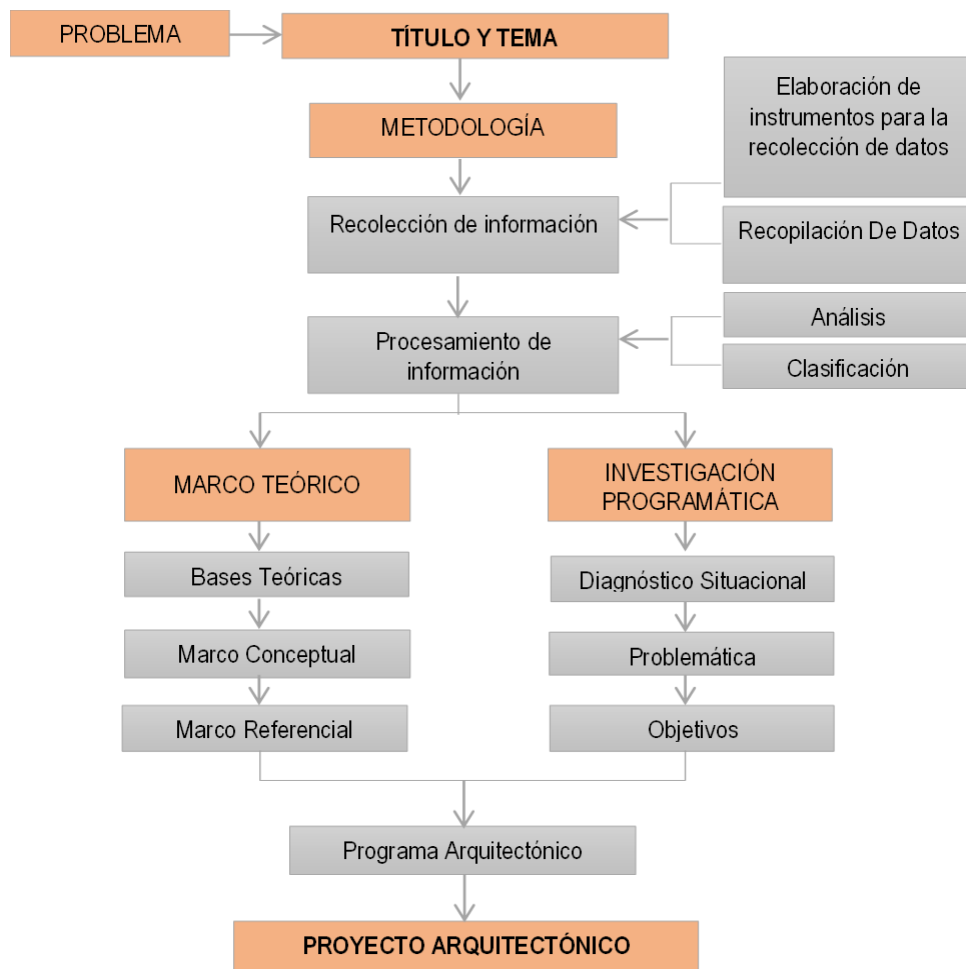 PROBLEMA
TÍTULO Y TEMA
METODOLOGÍA
Elaboración de
instrumentos para la
recolección de datos
Recolección de información
Recopilación De Datos
Procesamiento de
información
Análisis
Clasificación
MARCO TEÓRICO
INVESTIGACIÓN
PROGRAMÁTICA
Bases Teóricas
Diagnóstico Situacional
Marco Conceptual
Problemática
Marco Referencial
Objetivos
Programa Arquitectónico
PROYECTO ARQUITECTÓNICO